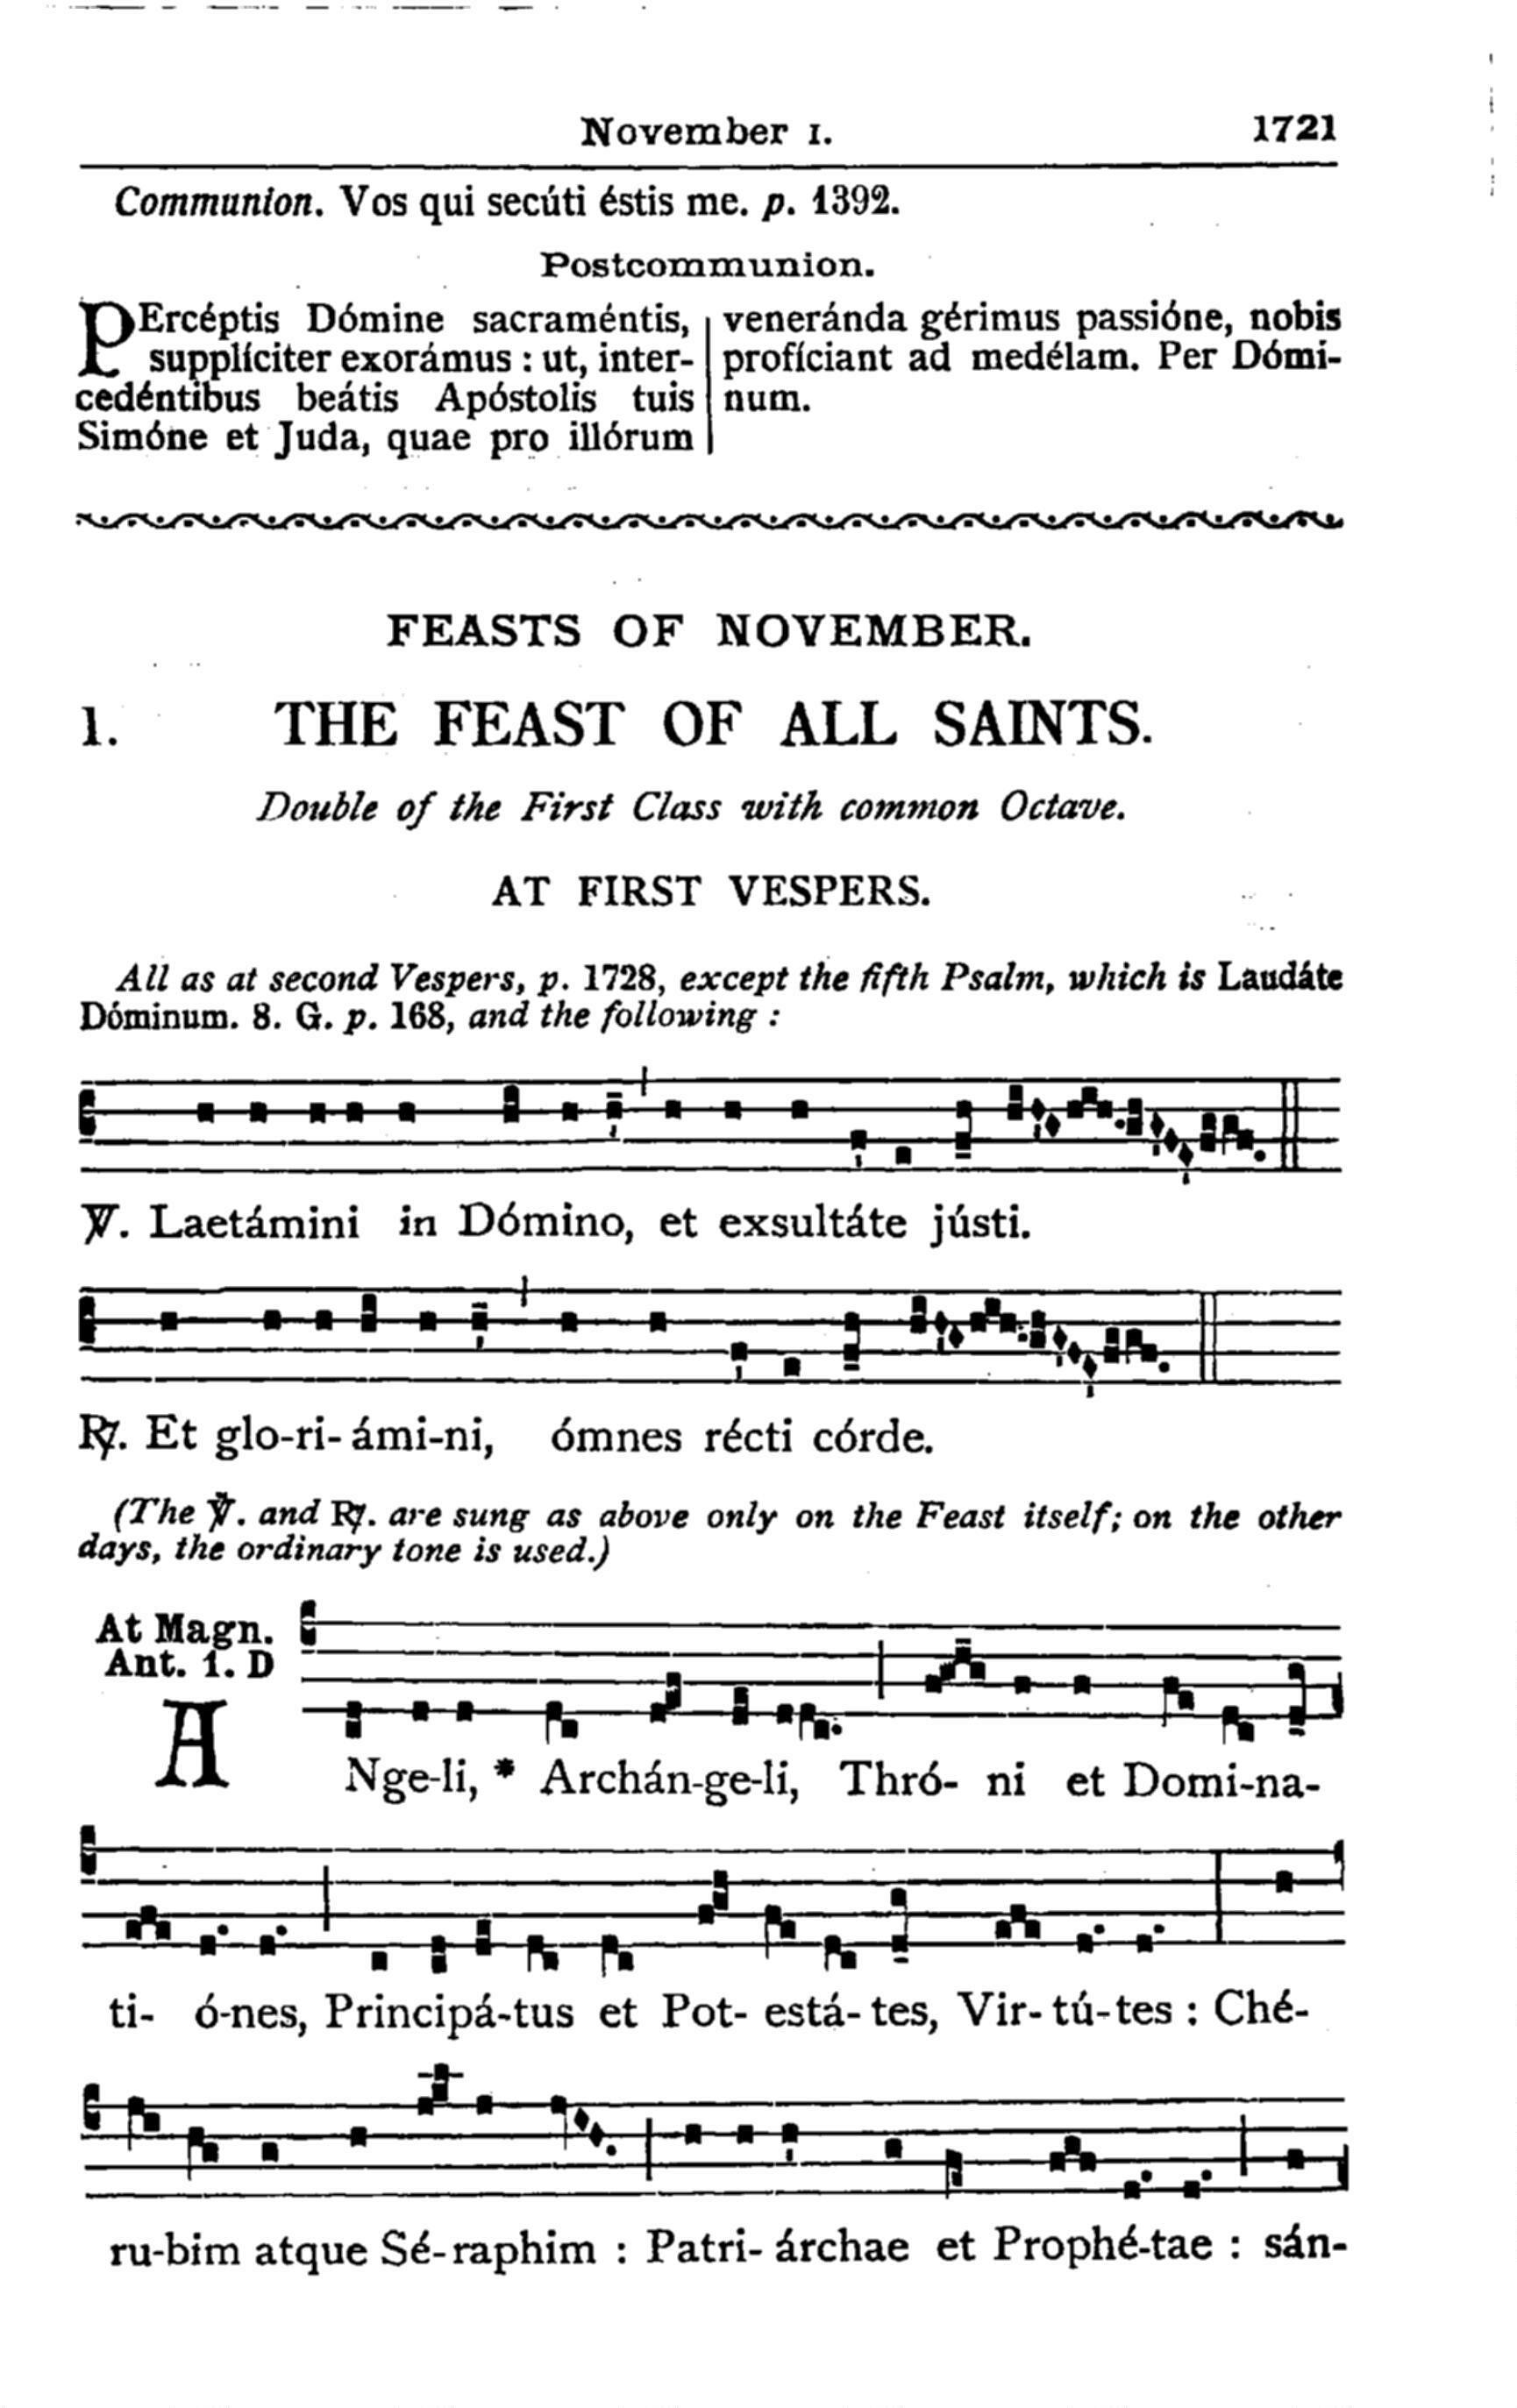 November 1. 1721
Communion. Vos qui secúti éstis me. p. 1392.
Postcommunion.
PErcéptis Dómine sacraméntis,
supplíciter exorámus : ut, inter-
cedéntibus beátis Apóstolis tuis
Simóne et Juda, quae pro illórum
veneránda gérimus passióne, nobis
profíciant ad medélam. Per Dómi-
num.
FEASTS OF NOVEMBER.
1. THE FEAST OF ALL SAINTS.
Double of the First Class with common Octave.
AT FIRST VESPERS.
All as at second Vespers, p. 1728, except the fifth Psalm, which is Laudáte
Dóminum. 8. G. p. 168, and the following :
℣. Laetámini in Dómino, et exsultáte jústi.
℟. Et glo-ri- ámi-ni, ómnes récti córde.
(The ℣. and ℟. are sung as above only on the Feast itself; on the other
days, the ordinary tone is used.)
At Magn.
Ant. 1. D
ANge-li, * Archán-ge-li, Thró- ni et Domi-na-
ti- ó-nes, Principá-tus et Pot- está- tes, Vir- tú-tes : Ché-
ru-bim atque Sé-raphim : Patri- árchae et Prophé-tae : sán-